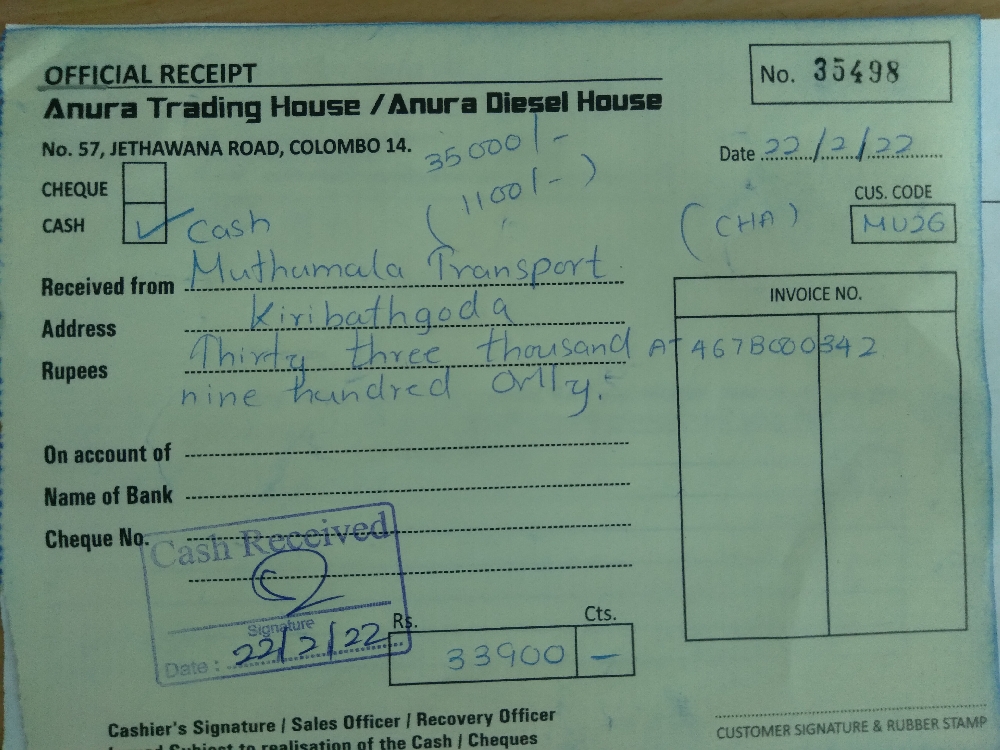 OFFICIAL RECEIPT
No. 35498
Anura Trading House / Anura Diesel House
No. 57, JETHAWANA ROAD, COLOMBO 14.
35000/-
Date 22/2/22
CHEQUE
(1100/-)
CUS. CODE
CASH ✓ Cash
(CHA) MU26
Received from Muthumala Transport
INVOICE NO.
Address Kiribathgoda
Rupees Thirty three thousand
AT 467BC00342
nine hundred only.
On account of
Name of Bank
Cheque No.
Cash Received
Signature
Date : 22/2/22
Rs. Cts.
33900 —
Cashier's Signature / Sales Officer / Recovery Officer
Issued Subject to realisation of the Cash / Cheques
CUSTOMER SIGNATURE & RUBBER STAMP